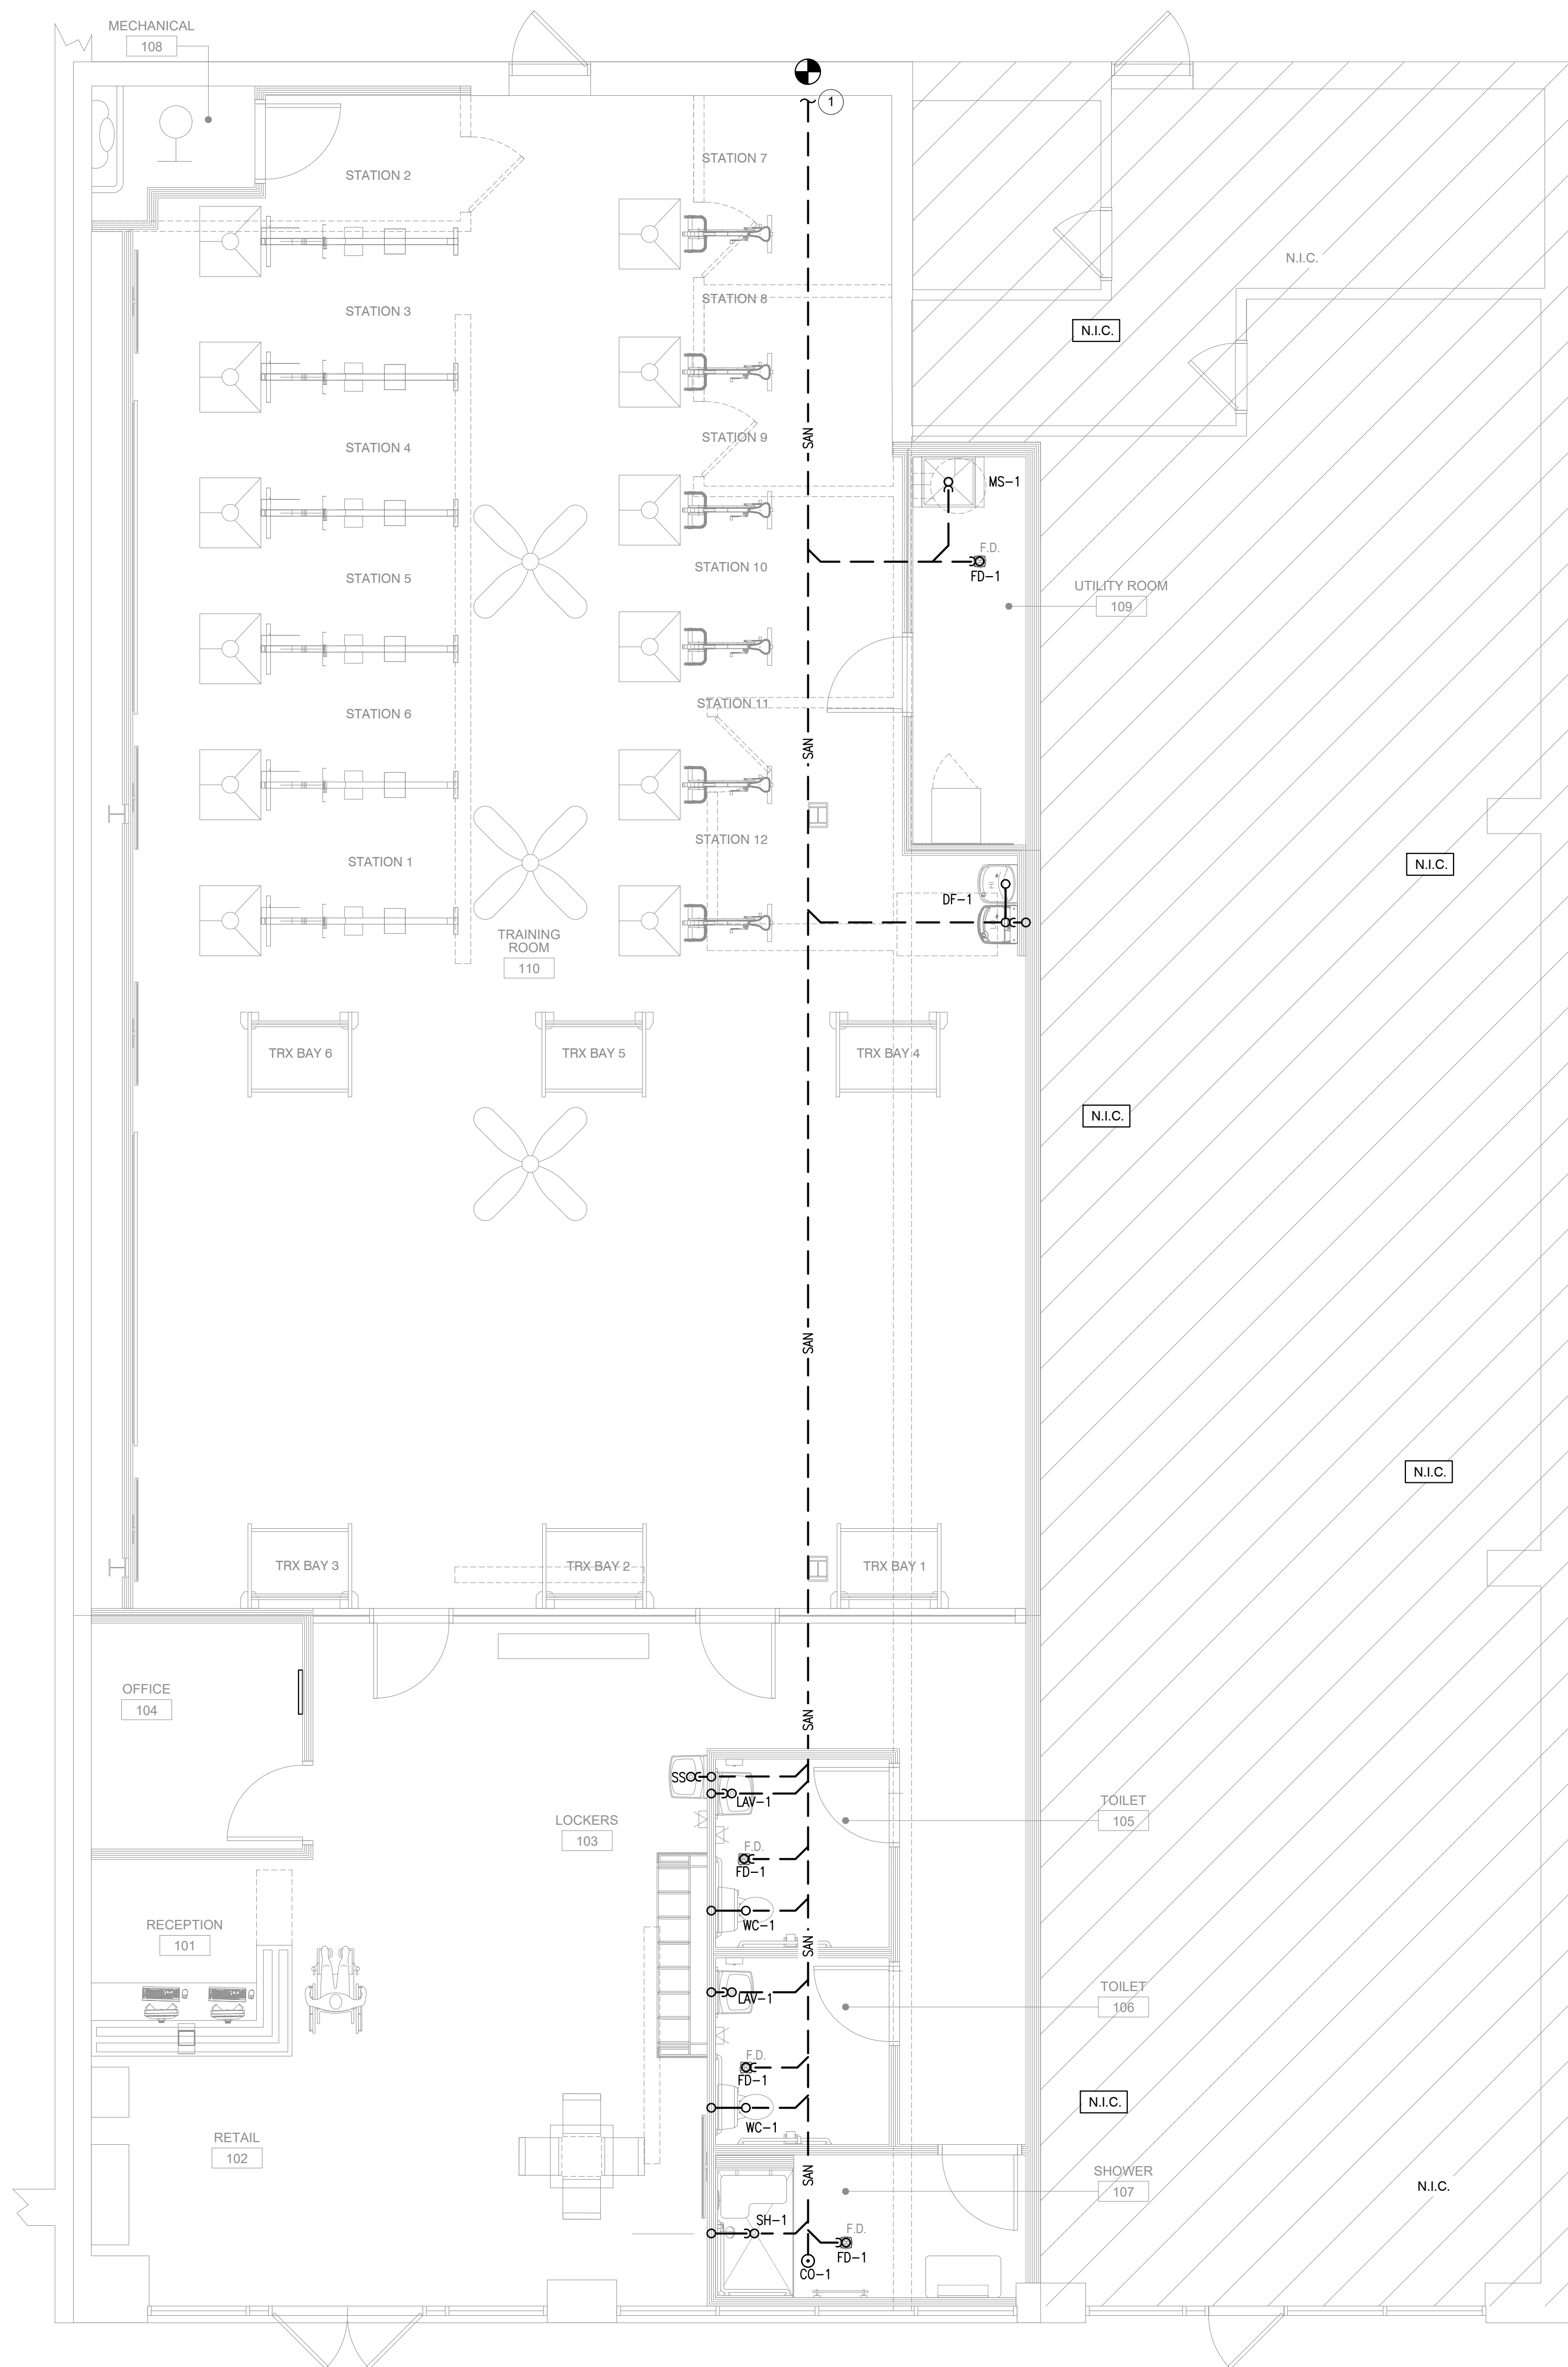 MECHANICAL
108
1
STATION 7
STATION 2
N.I.C.
STATION 8
STATION 3
N.I.C.
STATION 9
SAN
STATION 4
MS-1
F.D.
FD-1
STATION 10
STATION 5
UTILITY ROOM
109
STATION 11
STATION 6
SAN
STATION 12
STATION 1
N.I.C.
DF-1
HI
TRAINING
ROOM
110
TRX BAY 6
TRX BAY 5
TRX BAY 4
N.I.C.
SAN
N.I.C.
TRX BAY 3
TRX BAY 2
TRX BAY 1
OFFICE
104
SAN
SS
LAV-1
TOILET
105
LOCKERS
103
F.D.
FD-1
RECEPTION
101
WC-1
SAN
LAV-1
TOILET
106
F.D.
FD-1
N.I.C.
WC-1
RETAIL
102
SAN
SHOWER
107
N.I.C.
SH-1
F.D.
FD-1
CO-1